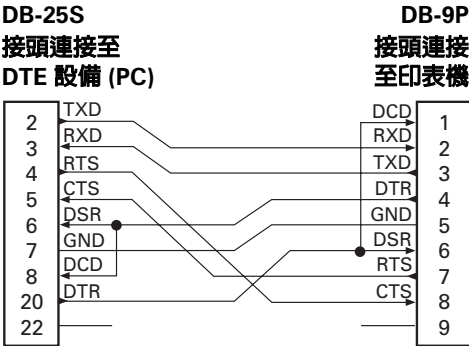 DB-25S
接頭連接至
DTE 設備 (PC)
DB-9P
接頭連接
至印表機
2 TXD
3 RXD
4 RTS
5 CTS
6 DSR
7 GND
8 DCD
20 DTR
22
DCD 1
RXD 2
TXD 3
DTR 4
GND 5
DSR 6
RTS 7
CTS 8
9